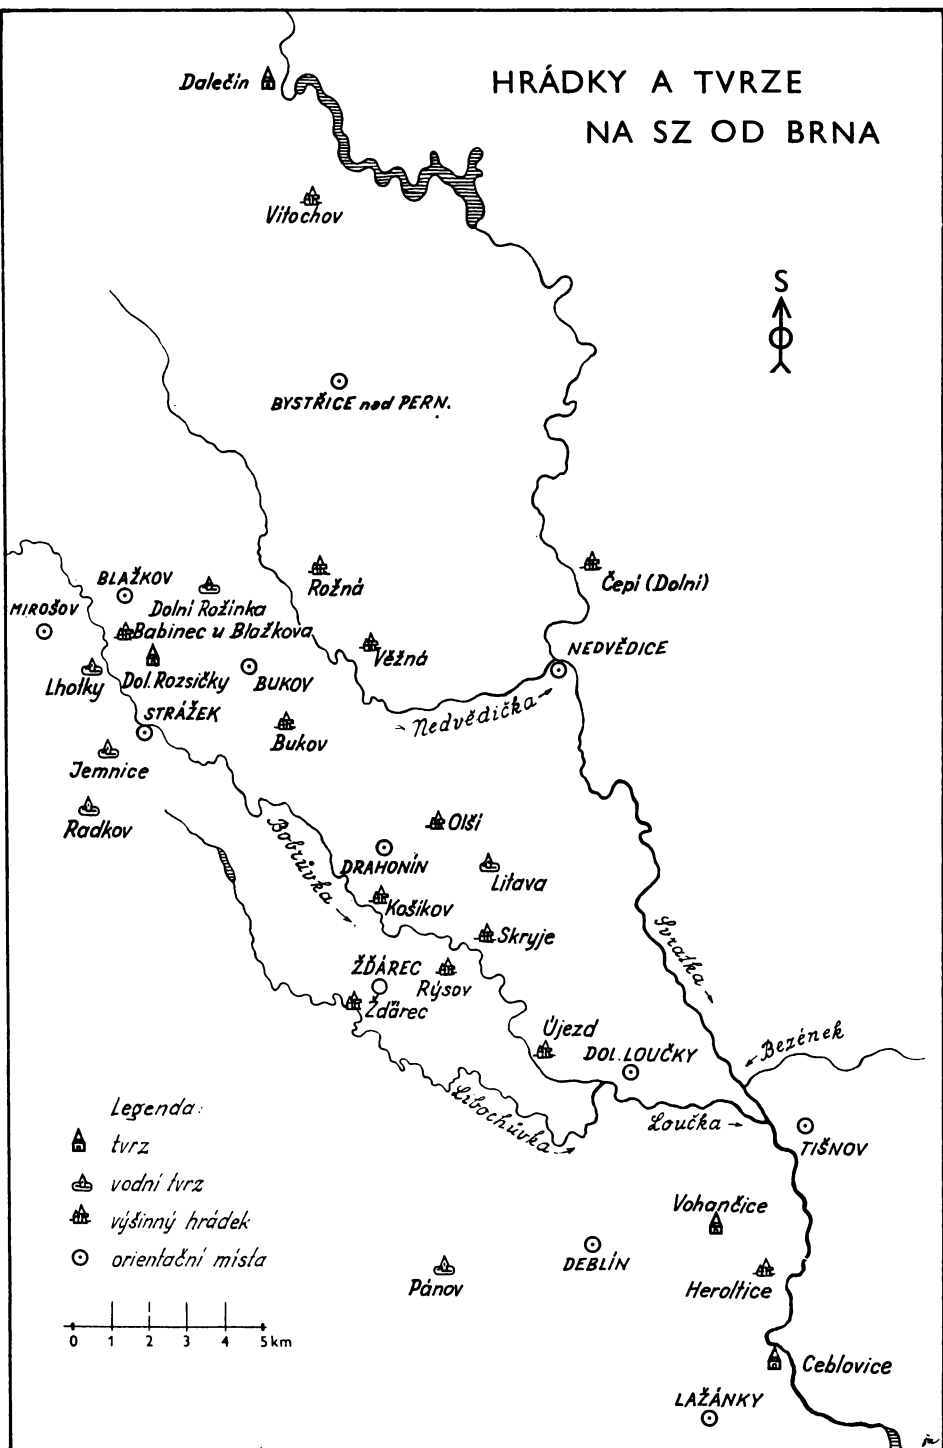 HRÁDKY A TVRZE
NA SZ OD BRNA
Dalečín
Vítochov
S
BYSTŘICE nad PERN.
BLAŽKOV
MIROŠOV
Dolní Rožínka
Rožná
Čepí (Dolní)
Babinec u Blažkova
Věžná
NEDVĚDICE
Lhotky
Dol. Rozsičky
BUKOV
STRÁŽEK
Nedvědička
Bukov
Jemnice
Radkov
Olší
Bobrůvka
DRAHONÍN
Litava
Košíkov
Skryje
Svratka
ŽĎÁREC
Rýsov
Žďárec
Újezd
DOL. LOUČKY
Bezének
Libochůvka
Loučka
TIŠNOV
Legenda:
tvrz
vodní tvrz
výšinný hrádek
orientační místa
Vohančice
DEBLÍN
Pánov
Heroltice
0 1 2 3 4 5 km
Ceblovice
LAŽÁNKY